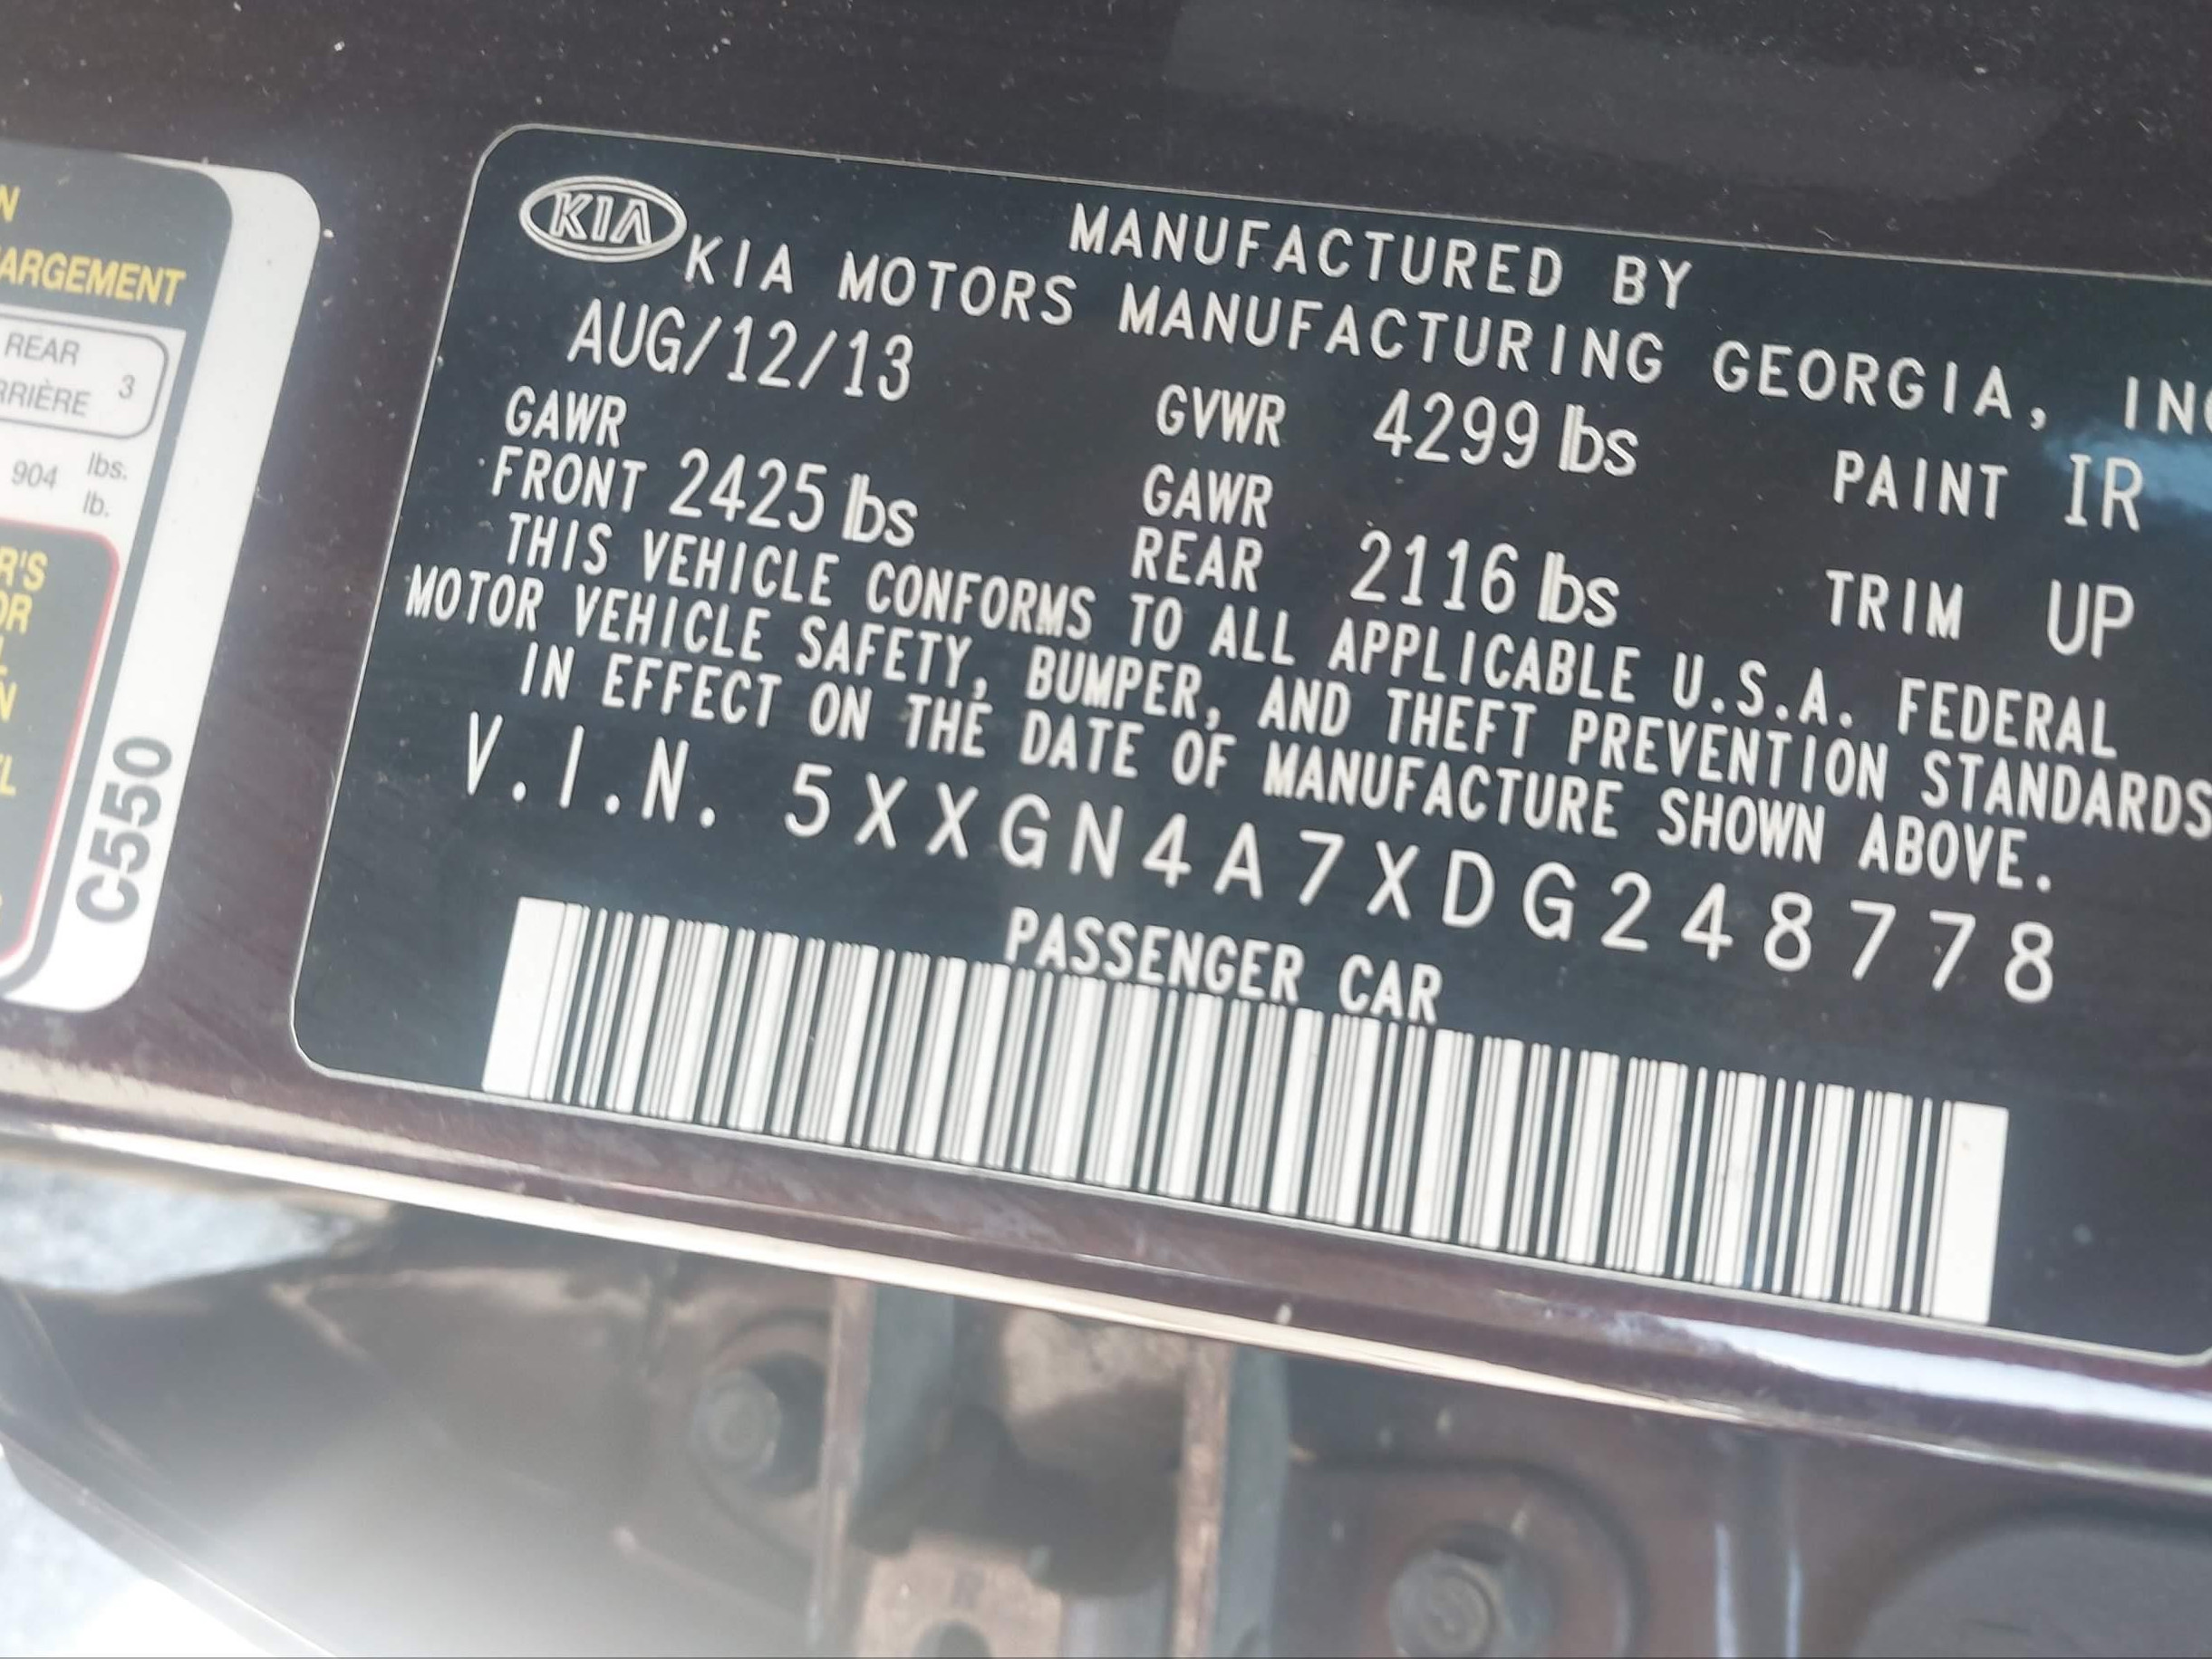 N
ARGEMENT
REAR
RRIÈRE 3
904 lbs.
lb.
R'S
OR
N
C550
KIA
MANUFACTURED BY
KIA MOTORS MANUFACTURING GEORGIA, INC
AUG/12/13
GVWR 4299 lbs
PAINT IR
GAWR
FRONT 2425 lbs
GAWR
REAR 2116 lbs
TRIM UP
THIS VEHICLE CONFORMS TO ALL APPLICABLE U.S.A. FEDERAL
MOTOR VEHICLE SAFETY, BUMPER, AND THEFT PREVENTION STANDARDS
IN EFFECT ON THE DATE OF MANUFACTURE SHOWN ABOVE.
V.I.N. 5XXGN4A7XDG248778
PASSENGER CAR